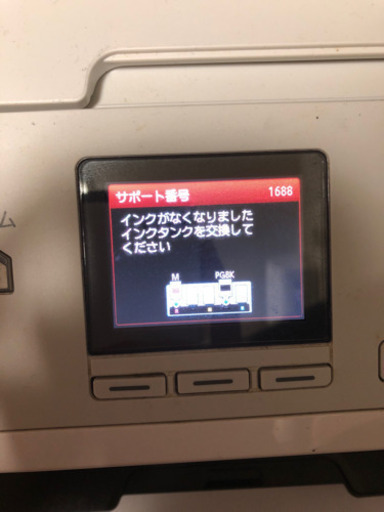 サポート番号 1688
インクがなくなりました
インクタンクを交換して
ください
M PGBK
ム